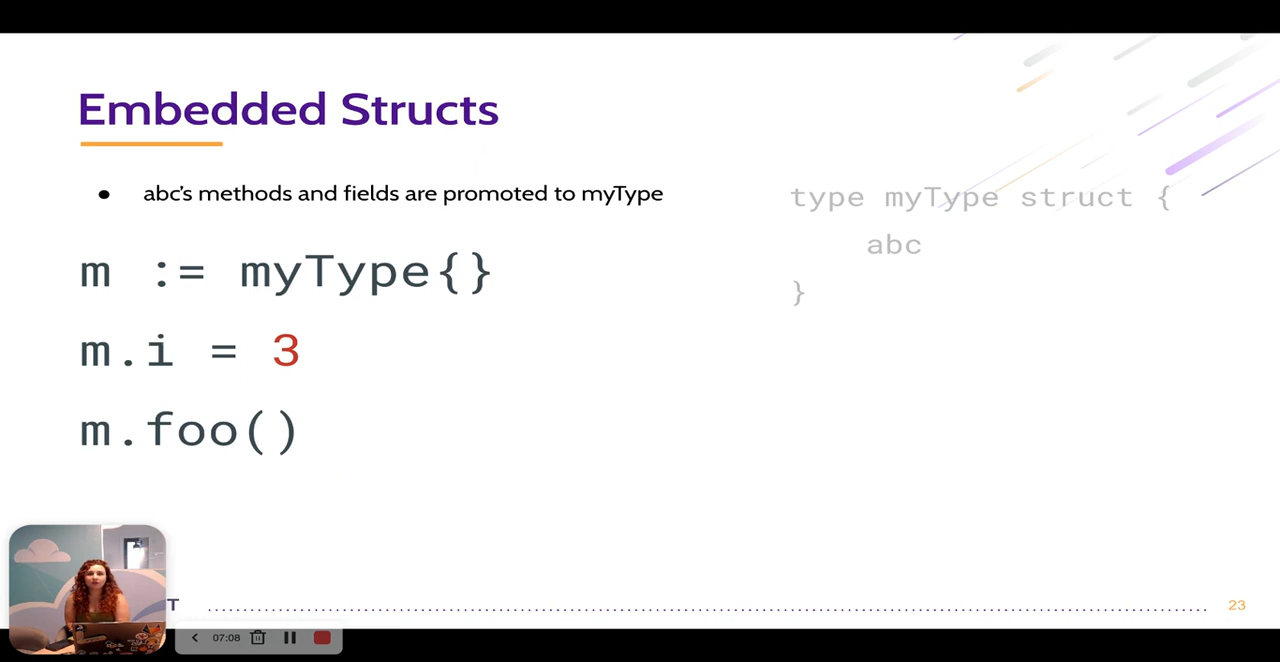 Embedded Structs
● abc's methods and fields are promoted to myType
m := myType{}
m.i = 3
m.foo()
type myType struct {
abc
}
T
23
07:08